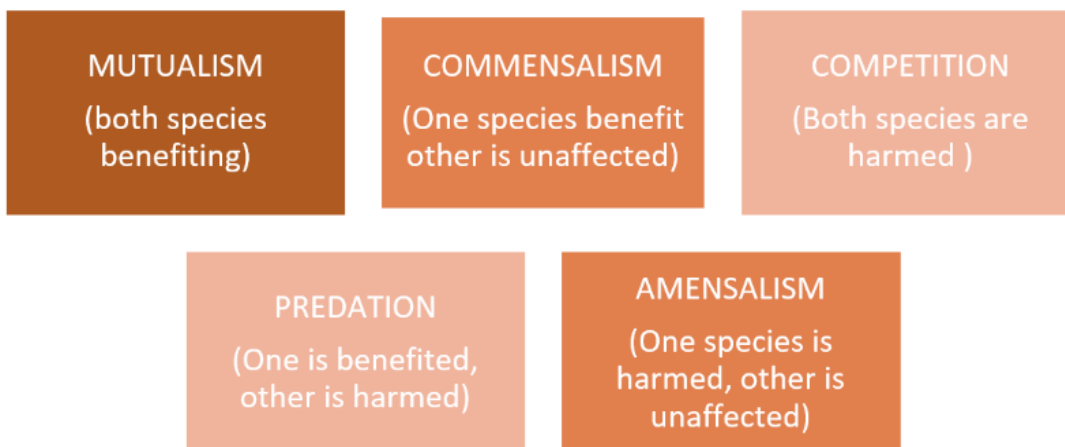 MUTUALISM
(both species
benefiting)
COMMENSALISM
(One species benefit
other is unaffected)
COMPETITION
(Both species are
harmed )
PREDATION
(One is benefited,
other is harmed)
AMENSALISM
(One species is
harmed, other is
unaffected)